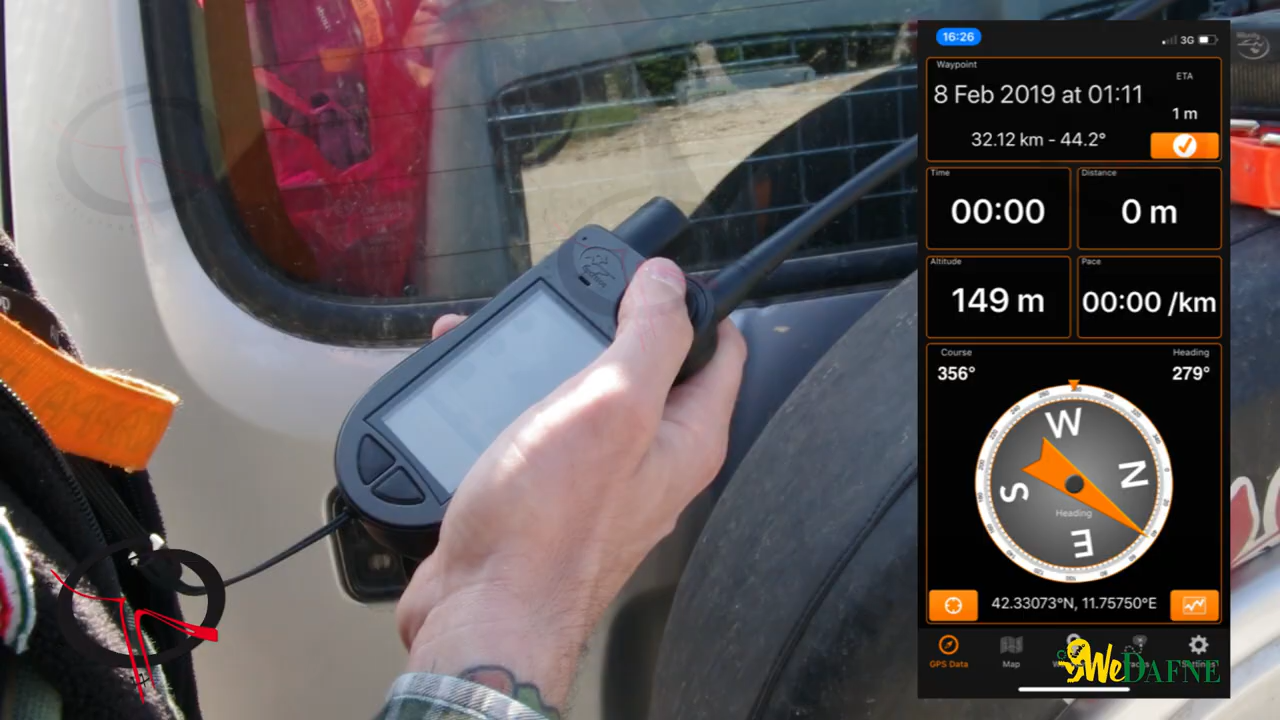 16:26
3G
Waypoint
ETA
8 Feb 2019 at 01:11
1 m
32.12 km - 44.2°
Time
Distance
00:00
0 m
Altitude
Pace
149 m
00:00 /km
Course
Heading
356°
279°
W
N
S
E
Heading
42.33073°N, 11.75750°E
GPS Data
Map
WeDAFNE